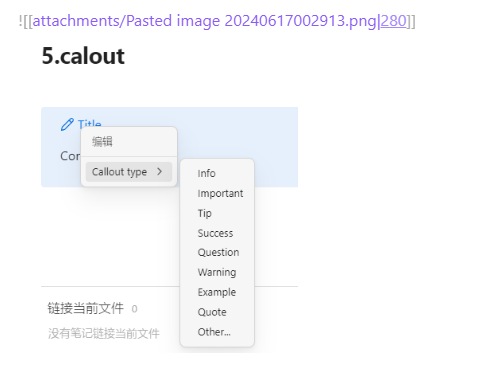 ![[attachments/Pasted image 20240617002913.png|280]]
5.calout
Title
编辑
Con
Callout type
Info
Important
Tip
Success
Question
Warning
Example
Quote
Other...
链接当前文件 0
没有笔记链接当前文件